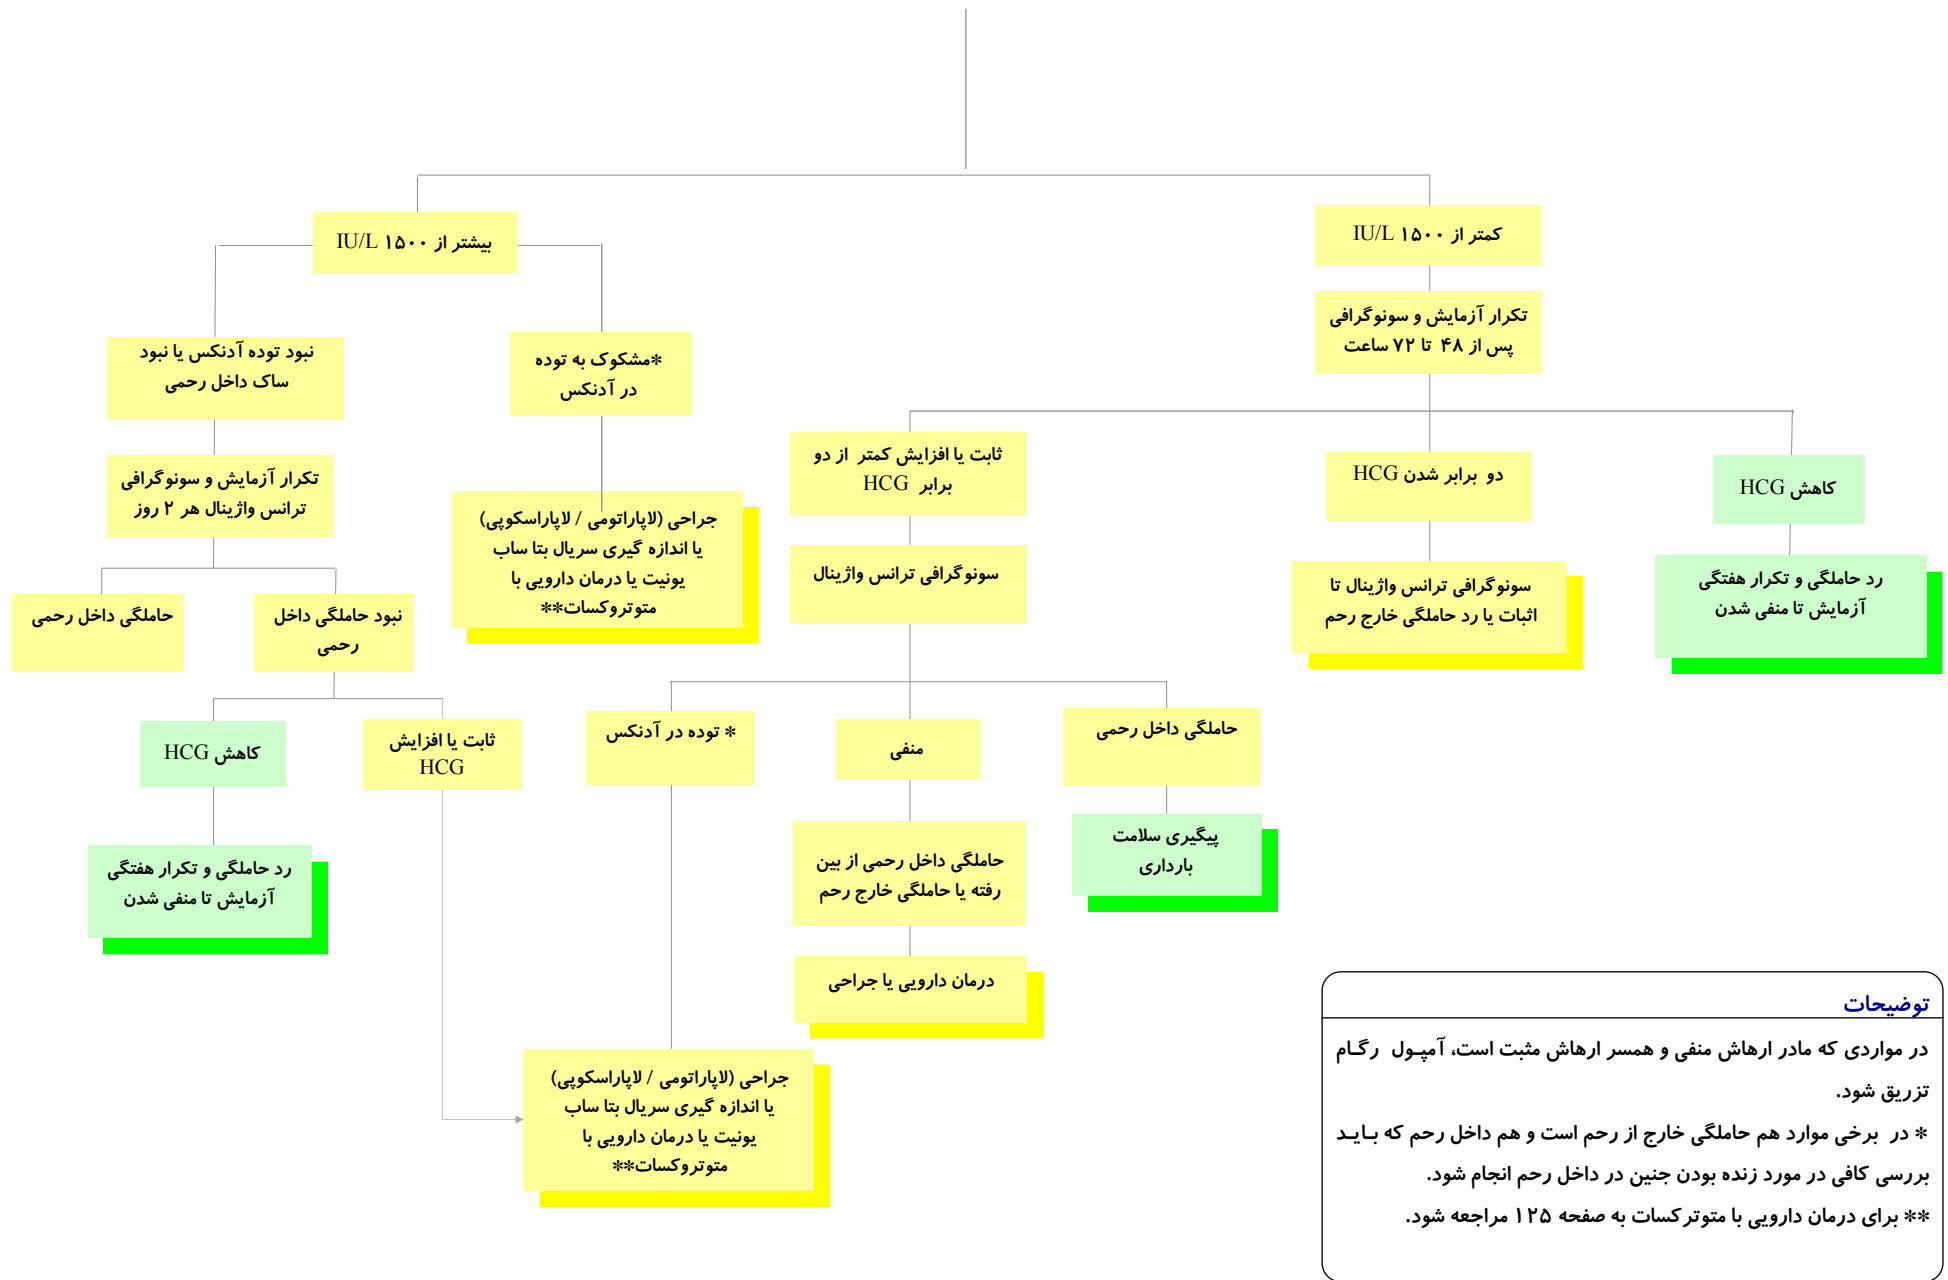 کمتر از ۱۵۰۰ IU/L
بیشتر از ۱۵۰۰ IU/L
تکرار آزمایش و سونوگرافی
پس از ۴۸ تا ۷۲ ساعت
کاهش HCG
دو برابر شدن HCG
ثابت یا افزایش کمتر از دو
برابر HCG
رد حاملگی و تکرار هفتگی
آزمایش تا منفی شدن
سونوگرافی ترانس واژینال تا
اثبات یا رد حاملگی خارج رحم
سونوگرافی ترانس واژینال
حاملگی داخل رحمی
منفی
* توده در آدنکس
پیگیری سلامت
بارداری
حاملگی داخل رحمی از بین
رفته یا حاملگی خارج رحم
درمان دارویی یا جراحی
جراحی (لاپاراتومی / لاپاراسکوپی)
یا اندازه گیری سریال بتا ساب
یونیت یا درمان دارویی با
متوتروکسات**
*مشکوک به توده
در آدنکس
جراحی (لاپاراتومی / لاپاراسکوپی)
یا اندازه گیری سریال بتا ساب
یونیت یا درمان دارویی با
متوتروکسات**
نبود توده آدنکس یا نبود
ساک داخل رحمی
تکرار آزمایش و سونوگرافی
ترانس واژینال هر ۲ روز
نبود حاملگی داخل
رحمی
حاملگی داخل رحمی
ثابت یا افزایش
HCG
کاهش HCG
رد حاملگی و تکرار هفتگی
آزمایش تا منفی شدن
توضیحات
در مواردی که مادر ارهاش منفی و همسر ارهاش مثبت است، آمپـول رگـام
تزریق شود.
* در برخی موارد هم حاملگی خارج از رحم است و هم داخل رحم که بـایـد
بررسی کافی در مورد زنده بودن جنین در داخل رحم انجام شود.
** برای درمان دارویی با متوترکسات به صفحه ۱۲۵ مراجعه شود.